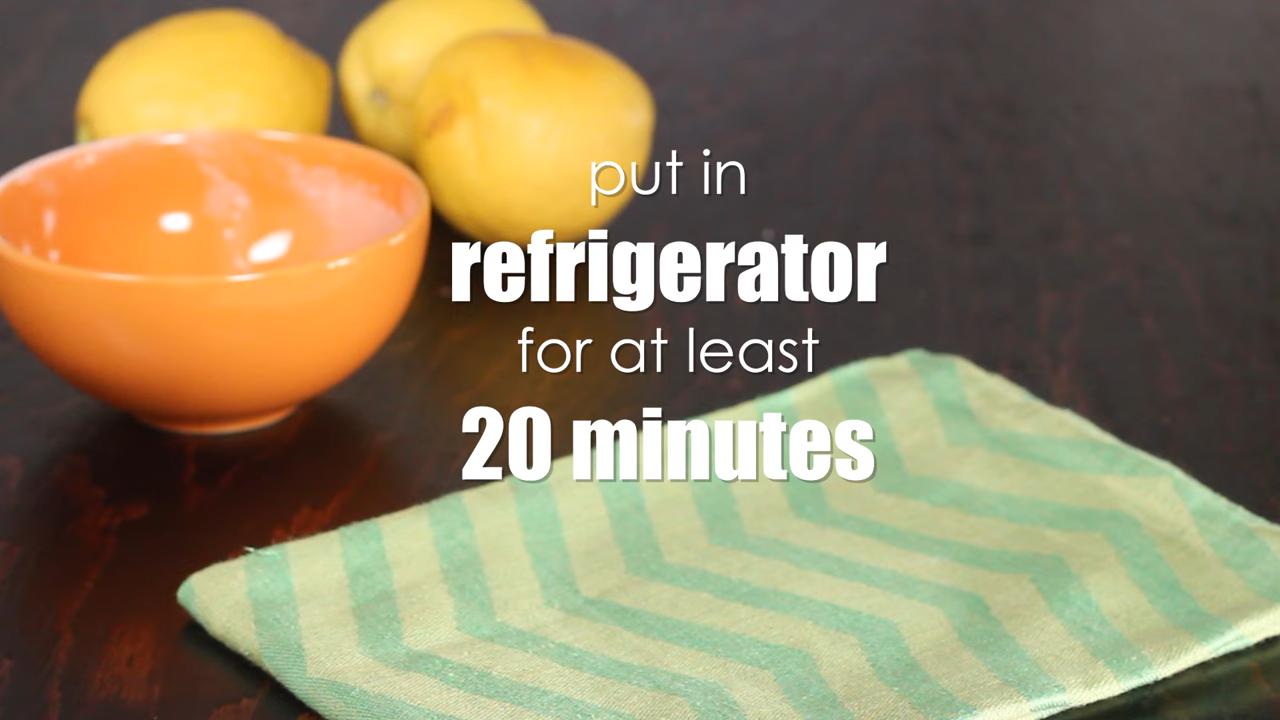 put in
refrigerator
for at least
20 minutes